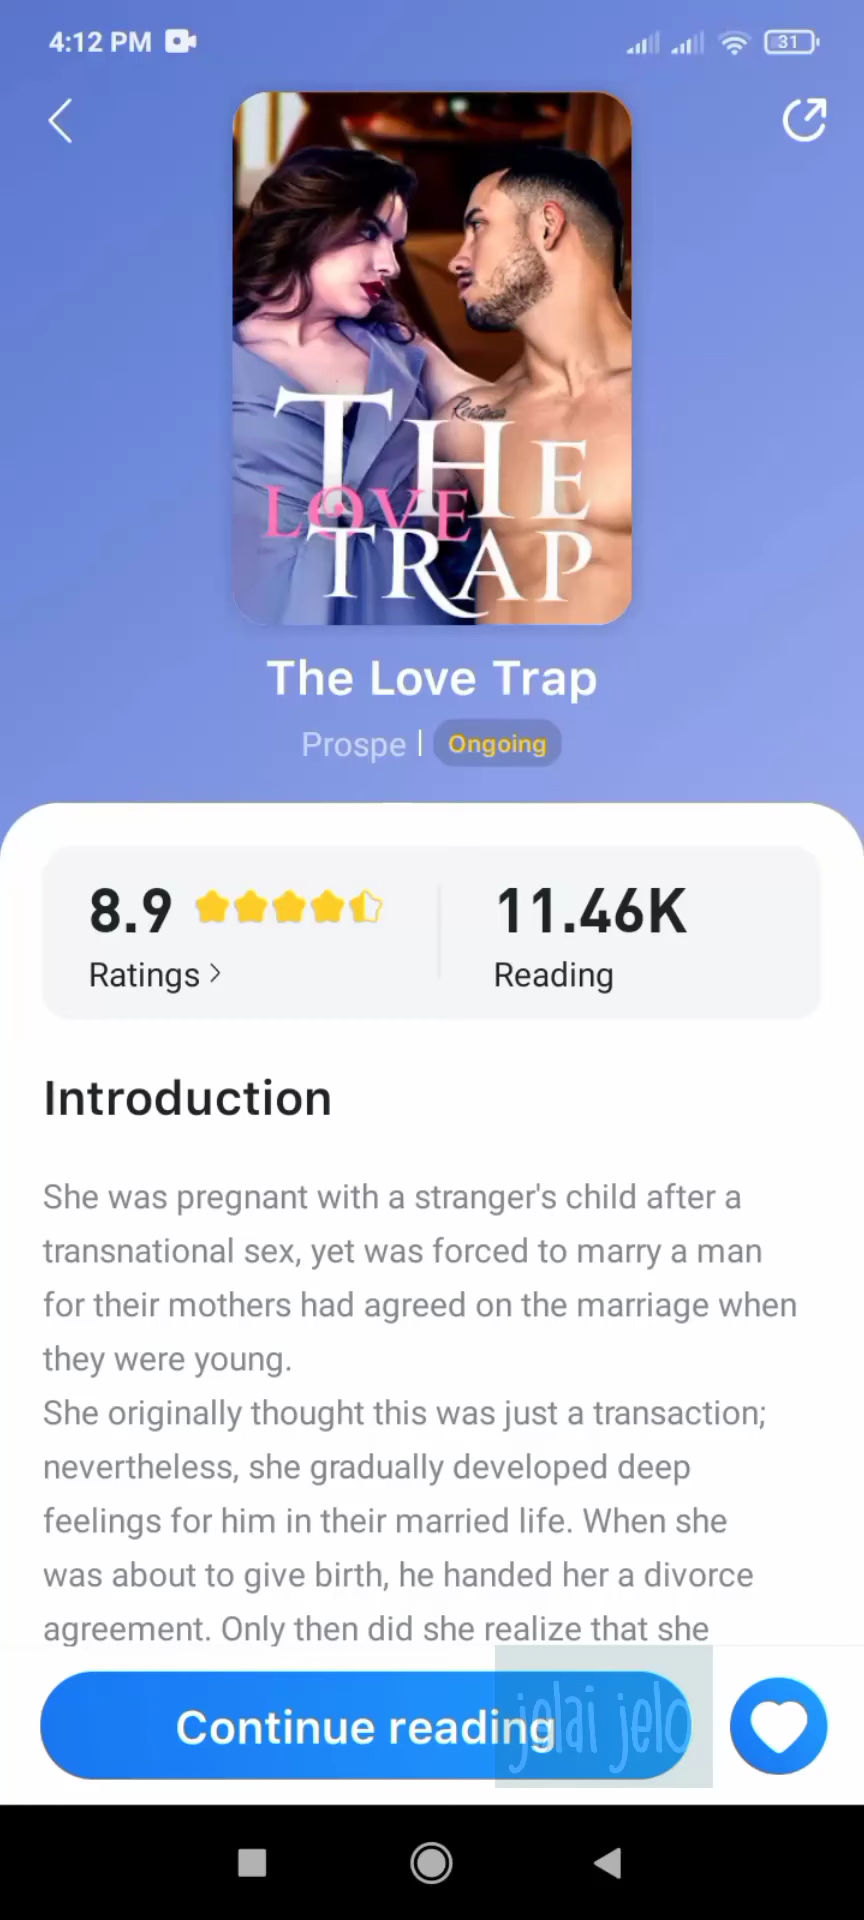 4:12 PM
31
THE
LOVE
TRAP
The Love Trap
Prospe | Ongoing
8.9
11.46K
Ratings >
Reading
Introduction
She was pregnant with a stranger's child after a
transnational sex, yet was forced to marry a man
for their mothers had agreed on the marriage when
they were young.
She originally thought this was just a transaction;
nevertheless, she gradually developed deep
feelings for him in their married life. When she
was about to give birth, he handed her a divorce
agreement. Only then did she realize that she
Continue reading
jelai jelo